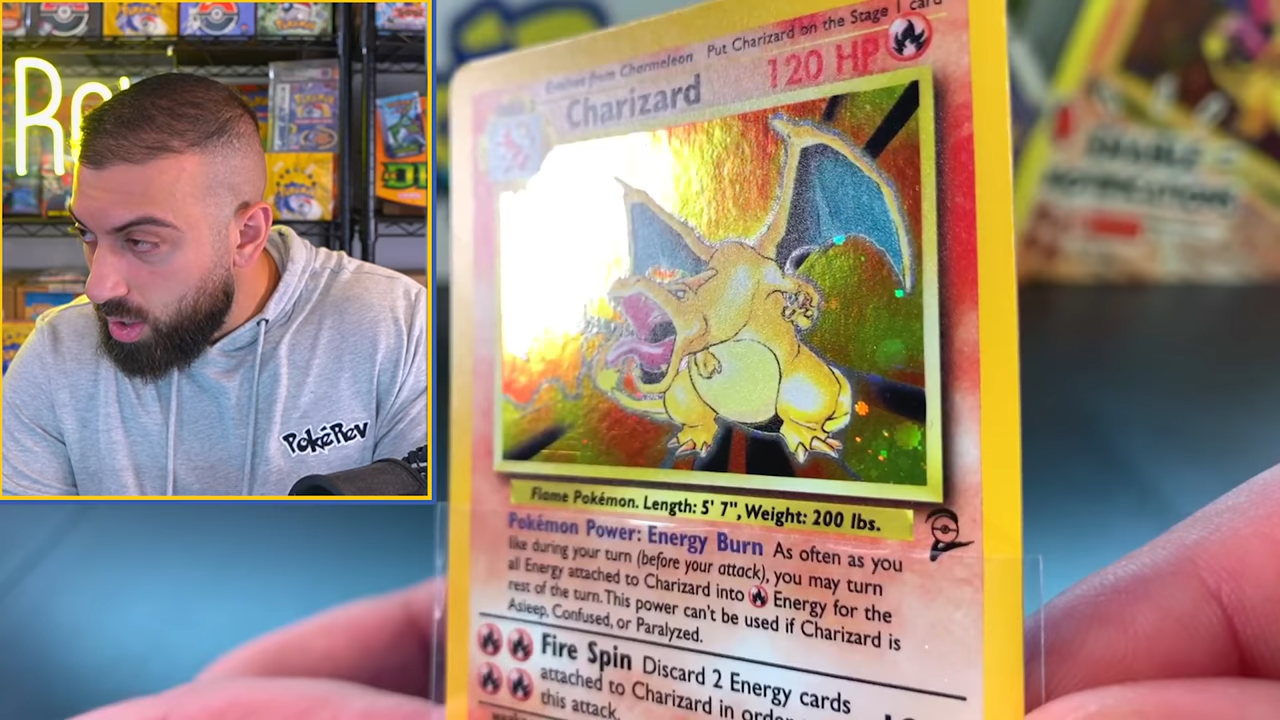 Re
PokéRev
Evolves from Charmeleon Put Charizard on the Stage 1 card
Charizard 120 HP
Flame Pokémon. Length: 5' 7", Weight: 200 lbs.
Pokémon Power: Energy Burn As often as you
like during your turn (before your attack), you may turn
all Energy attached to Charizard into Energy for the
rest of the turn. This power can't be used if Charizard is
Asleep, Confused, or Paralyzed.
Fire Spin Discard 2 Energy cards
attached to Charizard in order
this attack.